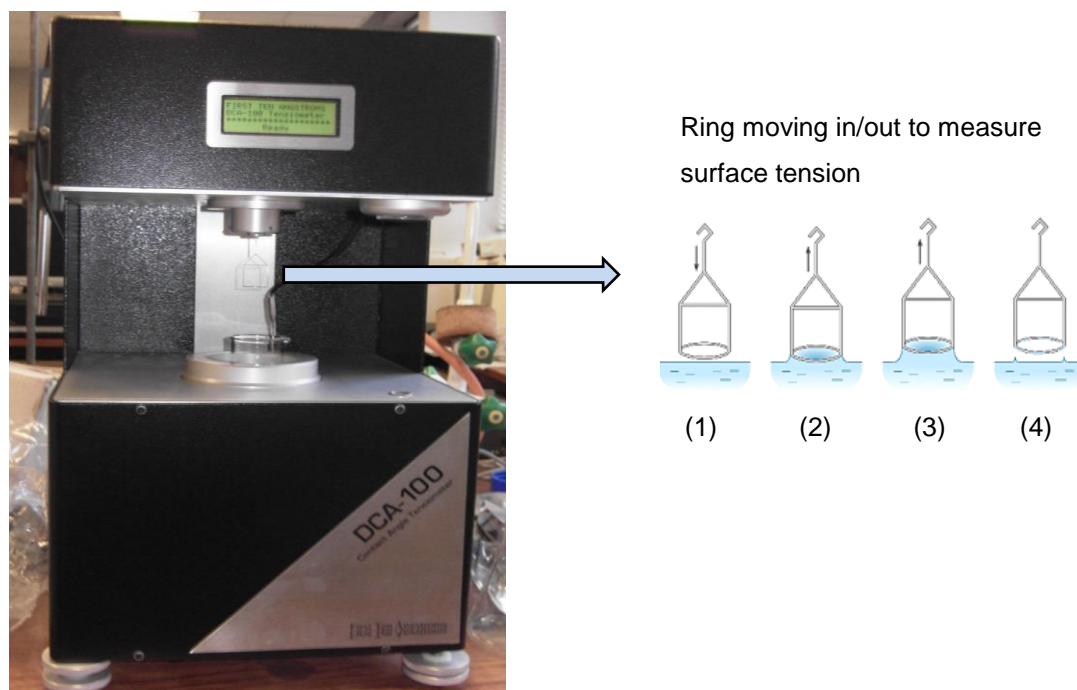 FIRST TEN ANGSTROMS
DCA-100 Tensiometer
********************
Ready
Ring moving in/out to measure
surface tension
(1) (2) (3) (4)
DCA-100
Contact Angle Tensiometer
First Ten Angstroms